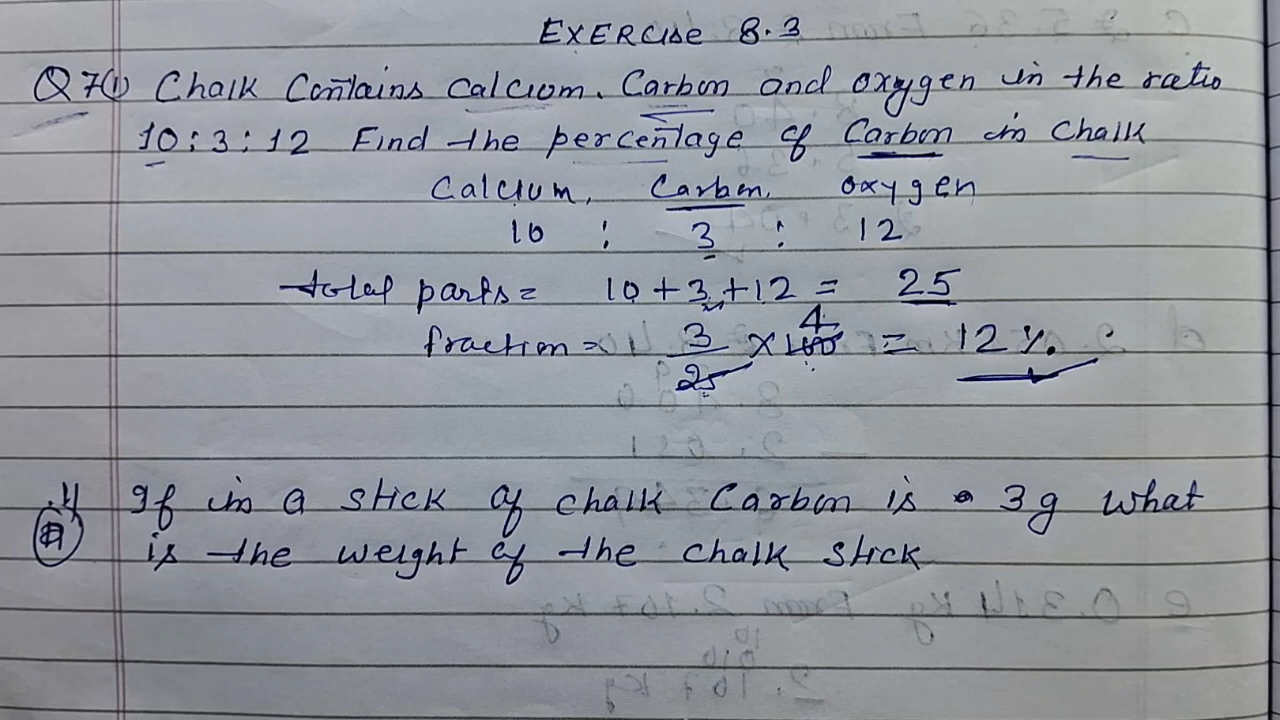 EXERCISE 8.3
Q7(i) Chalk Contains Calcium, Carbon and oxygen in the ratio
10:3:12 Find the percentage of Carbon in chalk
Calcium, Carbon, oxygen
10 : 3 : 12
total parts = 10+3+12 = 25
fraction = 3/25 × 100 4 = 12%
If in a stick of chalk Carbon is 3g what
is the weight of the chalk stick